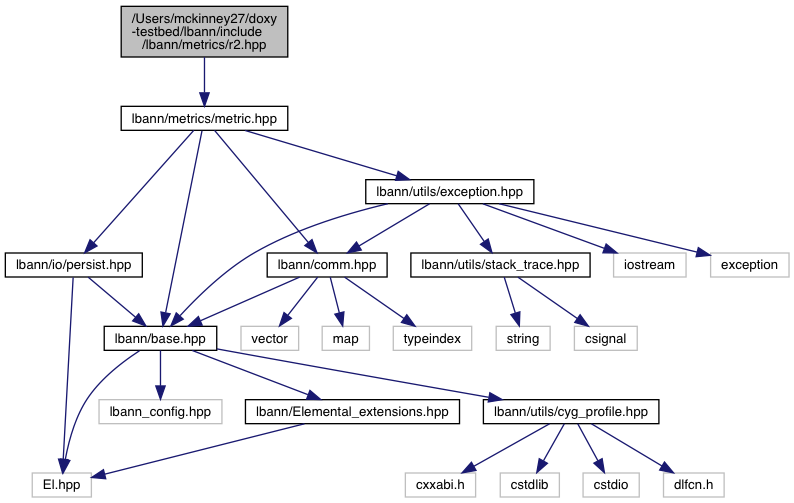 /Users/mckinney27/doxy
-testbed/lbann/include
/lbann/metrics/r2.hpp
lbann/metrics/metric.hpp
lbann/utils/exception.hpp
lbann/io/persist.hpp
lbann/comm.hpp
lbann/utils/stack_trace.hpp
iostream
exception
lbann/base.hpp
vector
map
typeindex
string
csignal
lbann_config.hpp
lbann/Elemental_extensions.hpp
lbann/utils/cyg_profile.hpp
El.hpp
cxxabi.h
cstdlib
cstdio
dlfcn.h